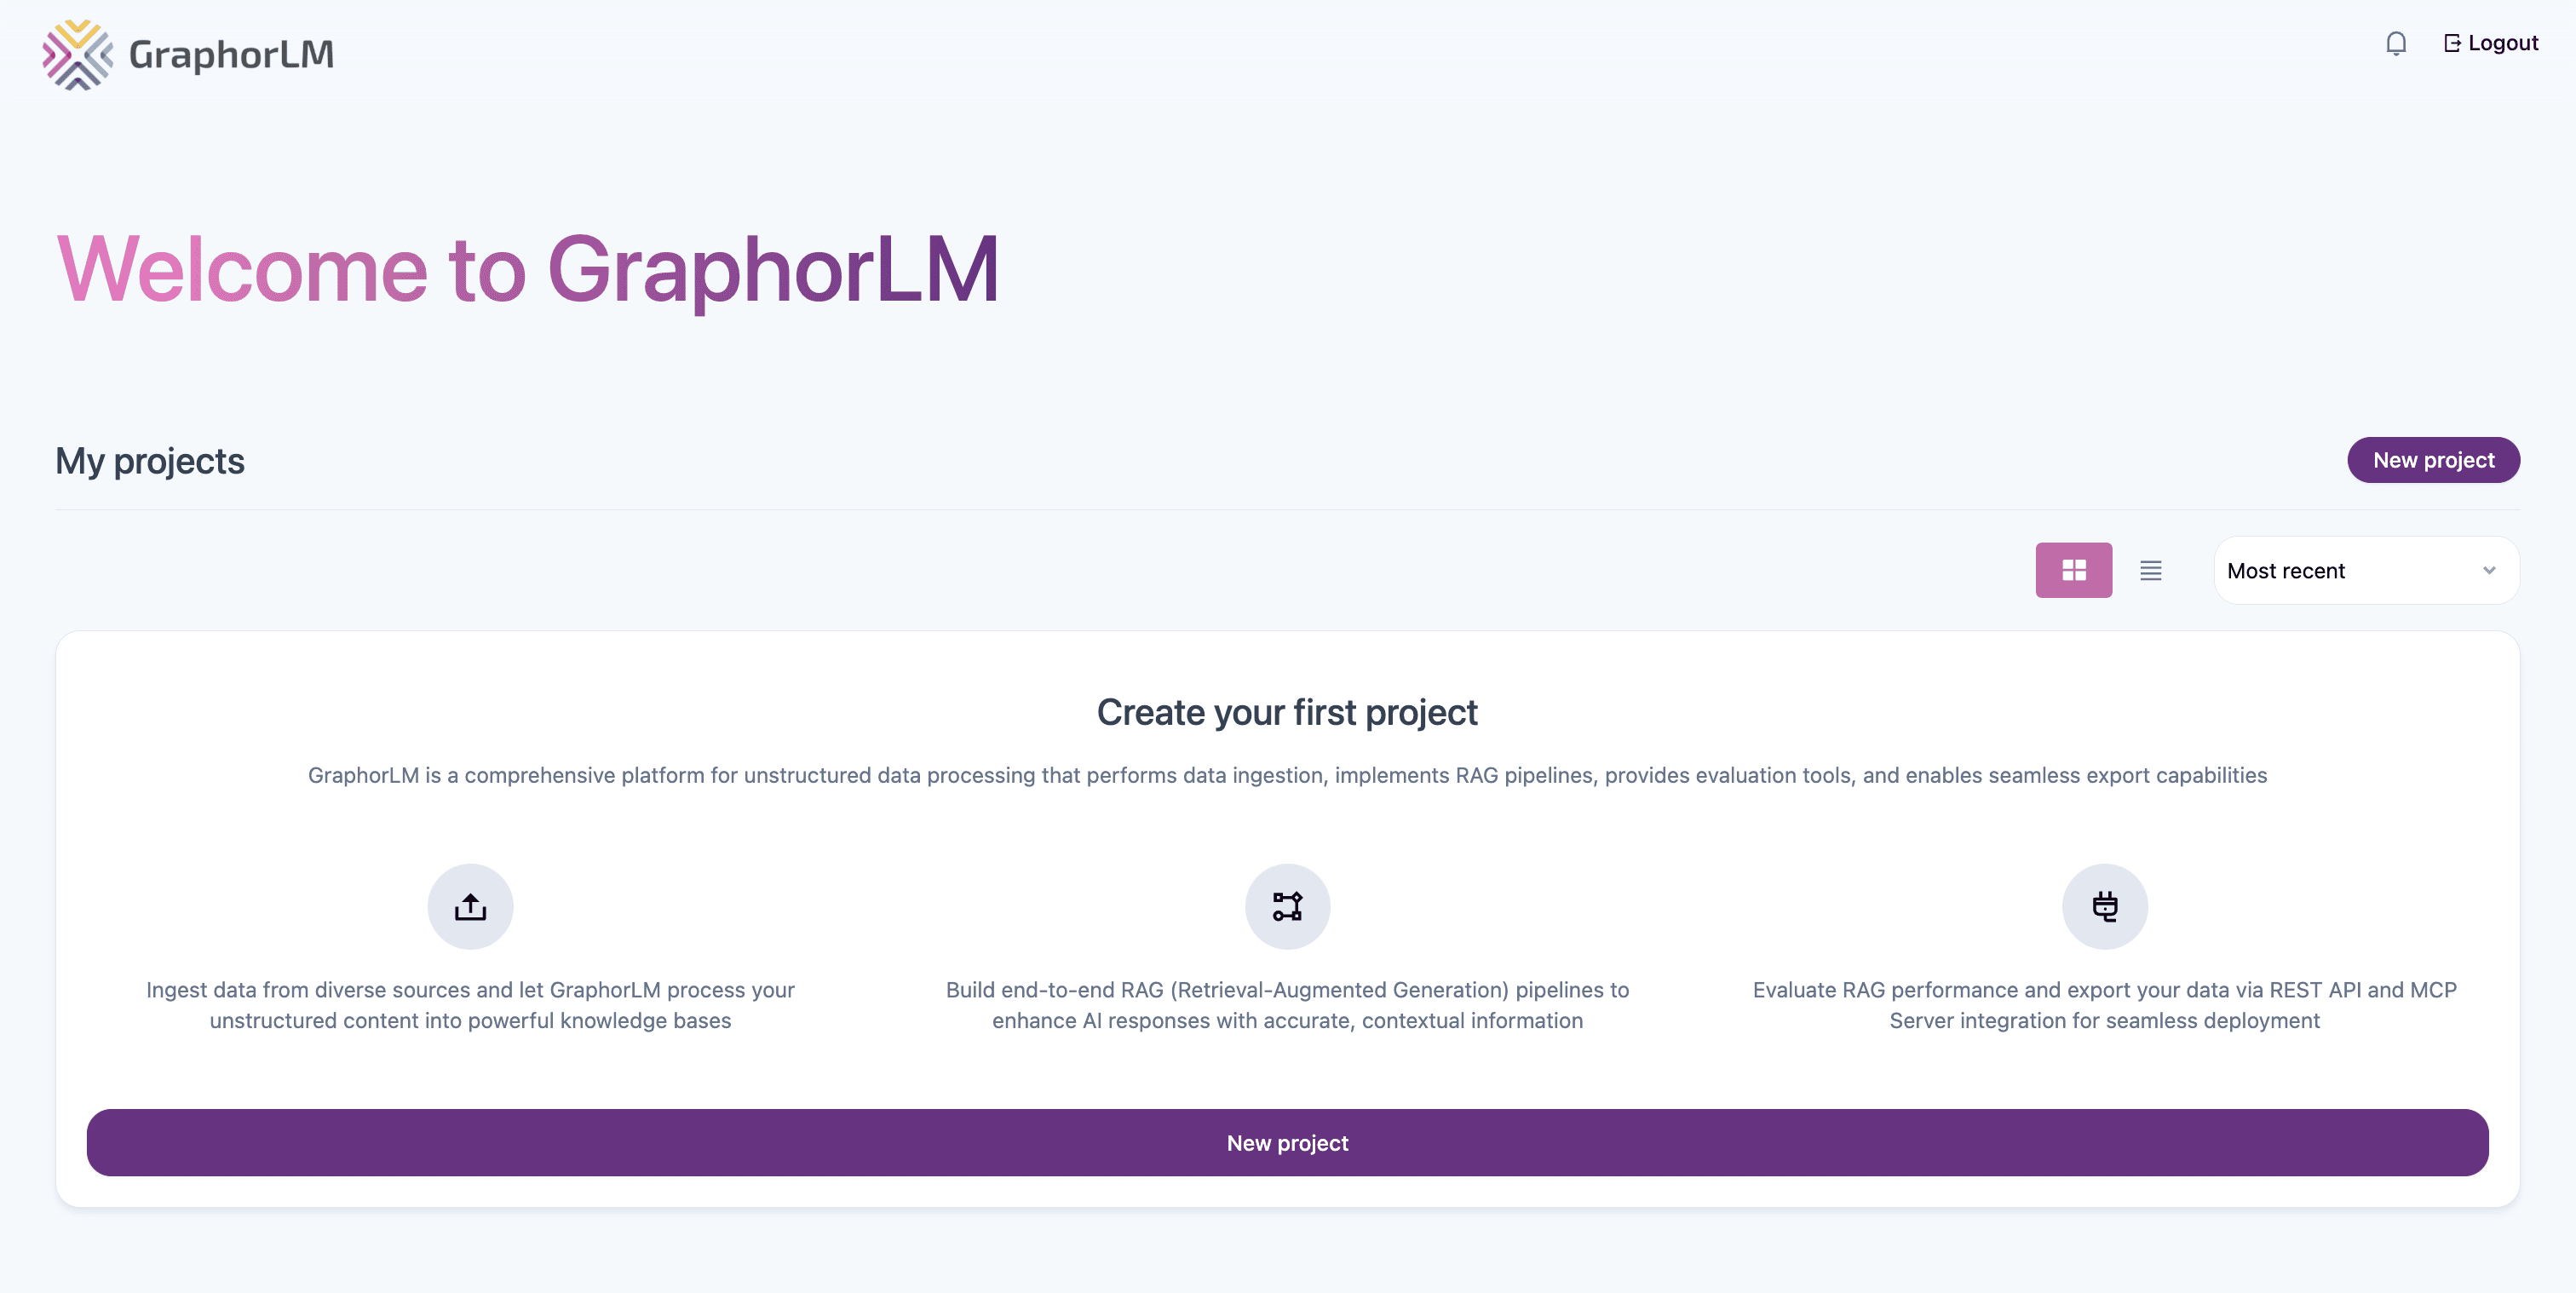 GraphorLM
Logout
Welcome to GraphorLM
My projects
New project
Most recent
Create your first project
GraphorLM is a comprehensive platform for unstructured data processing that performs data ingestion, implements RAG pipelines, provides evaluation tools, and enables seamless export capabilities
Ingest data from diverse sources and let GraphorLM process your
unstructured content into powerful knowledge bases
Build end-to-end RAG (Retrieval-Augmented Generation) pipelines to
enhance AI responses with accurate, contextual information
Evaluate RAG performance and export your data via REST API and MCP
Server integration for seamless deployment
New project